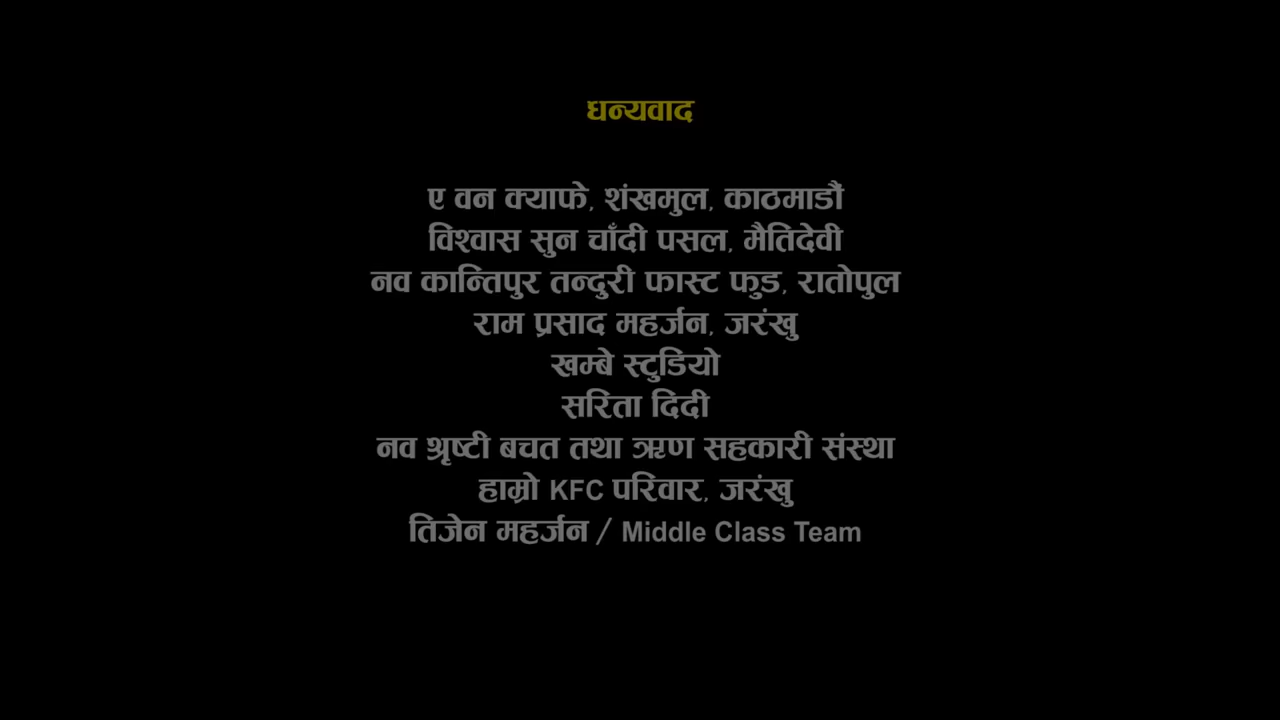 धन्यवाद
ए वन क्याफे, शंखमुल, काठमाडौं
विश्वास सुन चाँदी पसल, मैतिदेवी
नव कान्तिपुर तन्दुरी फास्ट फुड, रातोपुल
राम प्रसाद महर्जन, जरंखु
खम्बे स्टुडियो
सरिता दिदी
नव श्रृष्टी बचत तथा ऋण सहकारी संस्था
हाम्रो KFC परिवार, जरंखु
तिजेन महर्जन / Middle Class Team